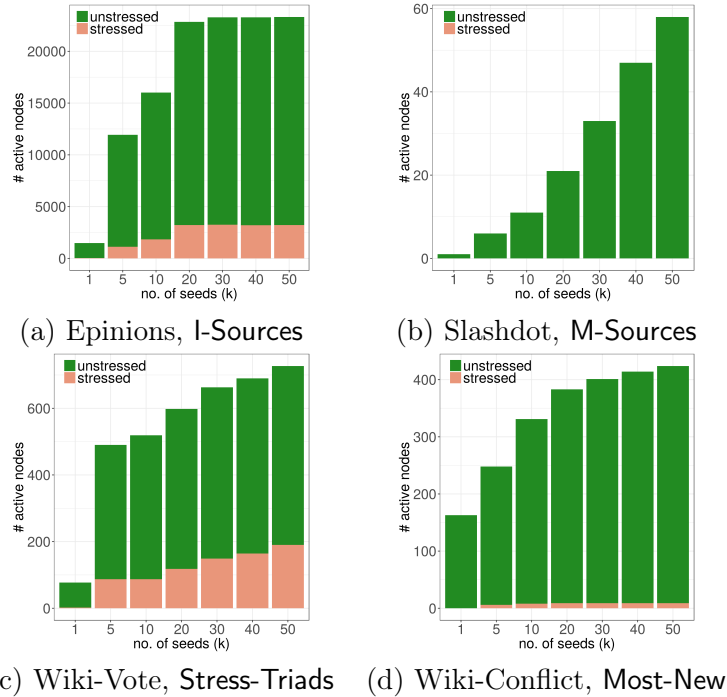 unstressed
stressed
20000
15000
10000
5000
0
# active nodes
1 5 10 20 30 40 50
no. of seeds (k)
(a) Epinions, I-Sources
unstressed
stressed
60
40
20
0
# active nodes
1 5 10 20 30 40 50
no. of seeds (k)
(b) Slashdot, M-Sources
unstressed
stressed
600
400
200
0
# active nodes
1 5 10 20 30 40 50
no. of seeds (k)
c) Wiki-Vote, Stress-Triads
unstressed
stressed
400
300
200
100
0
# active nodes
1 5 10 20 30 40 50
no. of seeds (k)
(d) Wiki-Conflict, Most-New